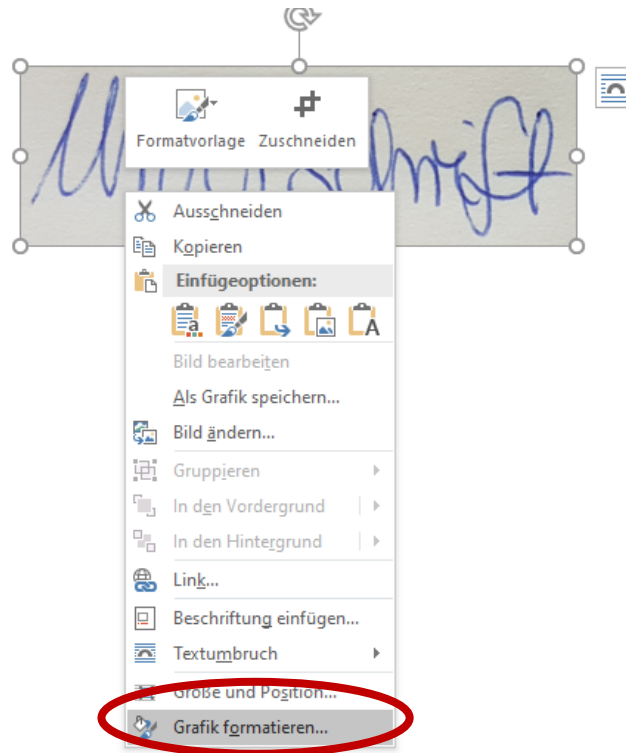 Formatvorlage Zuschneiden
Ausschneiden
Kopieren
Einfügeoptionen:
Bild bearbeiten
Als Grafik speichern...
Bild ändern...
Gruppieren
In den Vordergrund
In den Hintergrund
Link...
Beschriftung einfügen...
Textumbruch
Größe und Position...
Grafik formatieren...